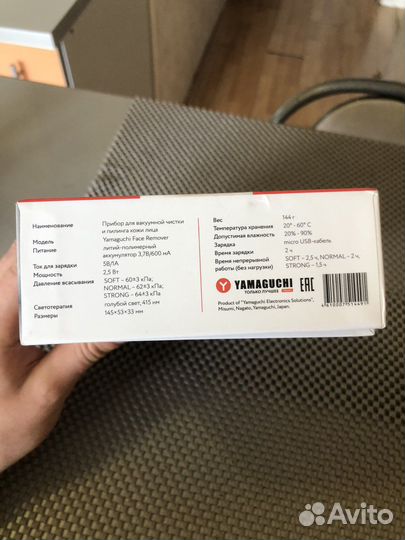 Наименование Прибор для вакуумной чистки
и пилинга кожи лица
Модель Yamaguchi Face Remover
Питание литий-полимерный
аккумулятор 3,7В/600 мА
Ток для зарядки 5В/1А
Мощность 2,5 Вт
Давление всасывания SOFT – 60±3 кПа;
NORMAL – 62±3 кПа;
STRONG – 64±3 кПа
Светотерапия голубой свет, 415 нм
Размеры 145×53×33 мм
Вес 144 г
Температура хранения 20° - 60° С
Допустимая влажность 20% - 90%
Зарядка micro USB-кабель
Время зарядки 2 ч
Время непрерывной SOFT – 2,5 ч, NORMAL – 2 ч,
работы (без нагрузки) STRONG – 1,5 ч
YAMAGUCHI
ТОЛЬКО ЛУЧШЕЕ
EAC
Product of "Yamaguchi Electronics Solutions",
Misumi, Nagato, Yamaguchi, Japan.
Avito